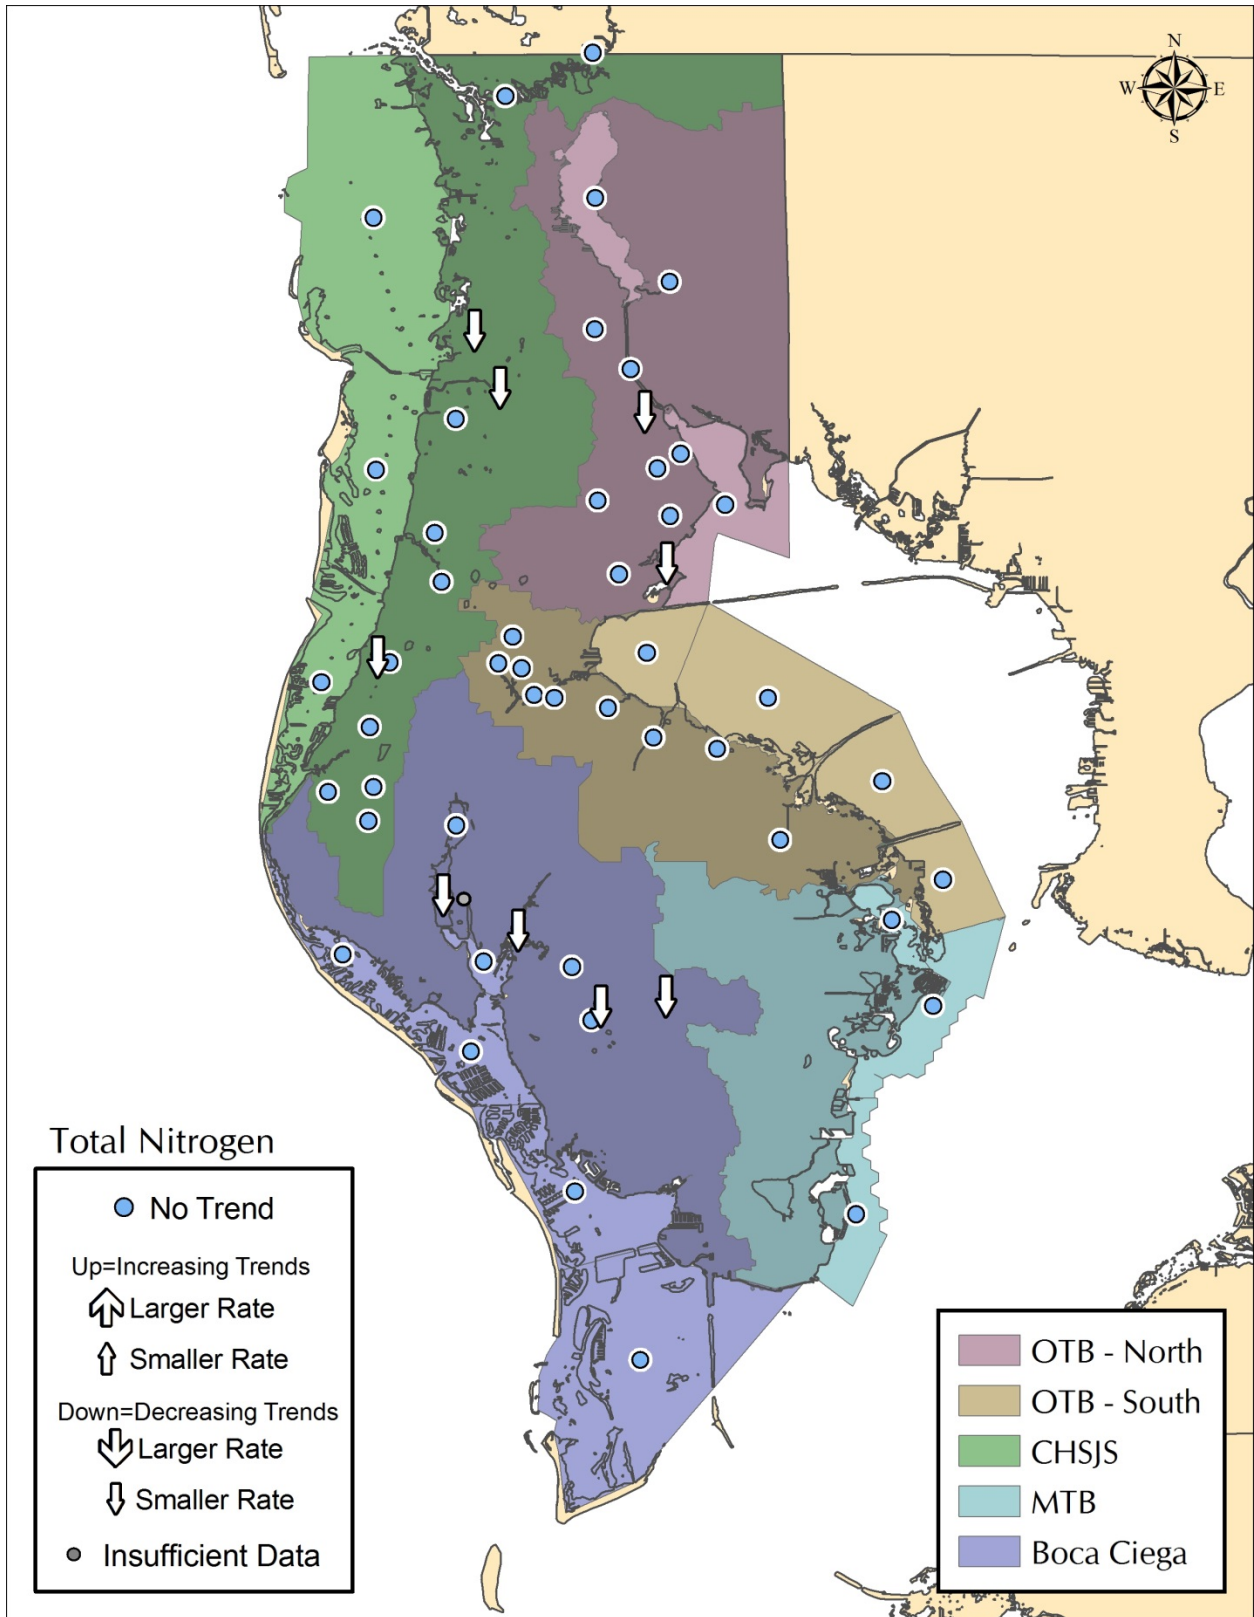 N
W E
S
Total Nitrogen
No Trend
Up=Increasing Trends
Larger Rate
Smaller Rate
Down=Decreasing Trends
Larger Rate
Smaller Rate
Insufficient Data
OTB - North
OTB - South
CHSJS
MTB
Boca Ciega